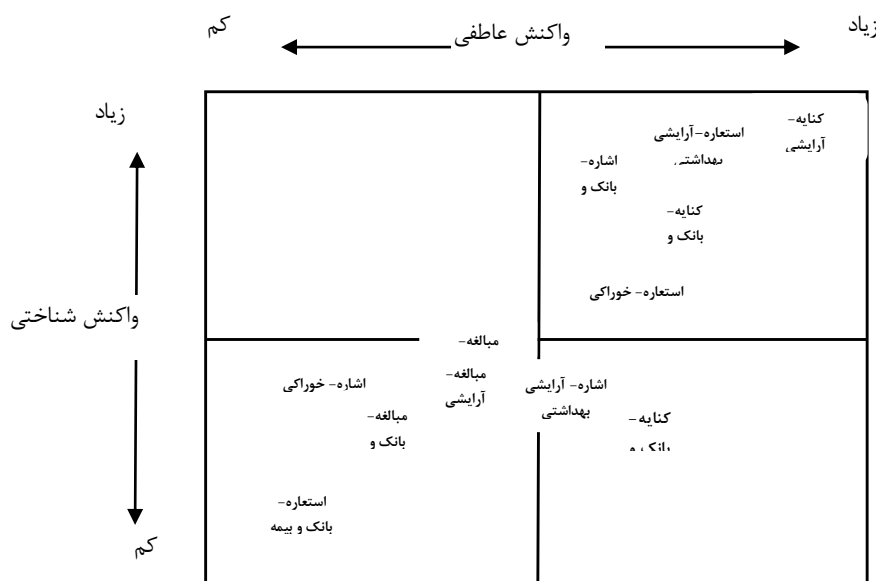 زیاد
واکنش عاطفی
کم
زیاد
واکنش شناختی
کم
کنایه-
آرایشی
استعاره-آرایشی
بهداشتی
اشاره-
بانک و
کنایه-
بانک و
استعاره- خوراکی
مبالغه-
مبالغه-
آرایشی
اشاره- خوراکی
مبالغه-
بانک و
اشاره- آرایشی
بهداشتی
کنایه-
بانک و
استعاره-
بانک و بیمه